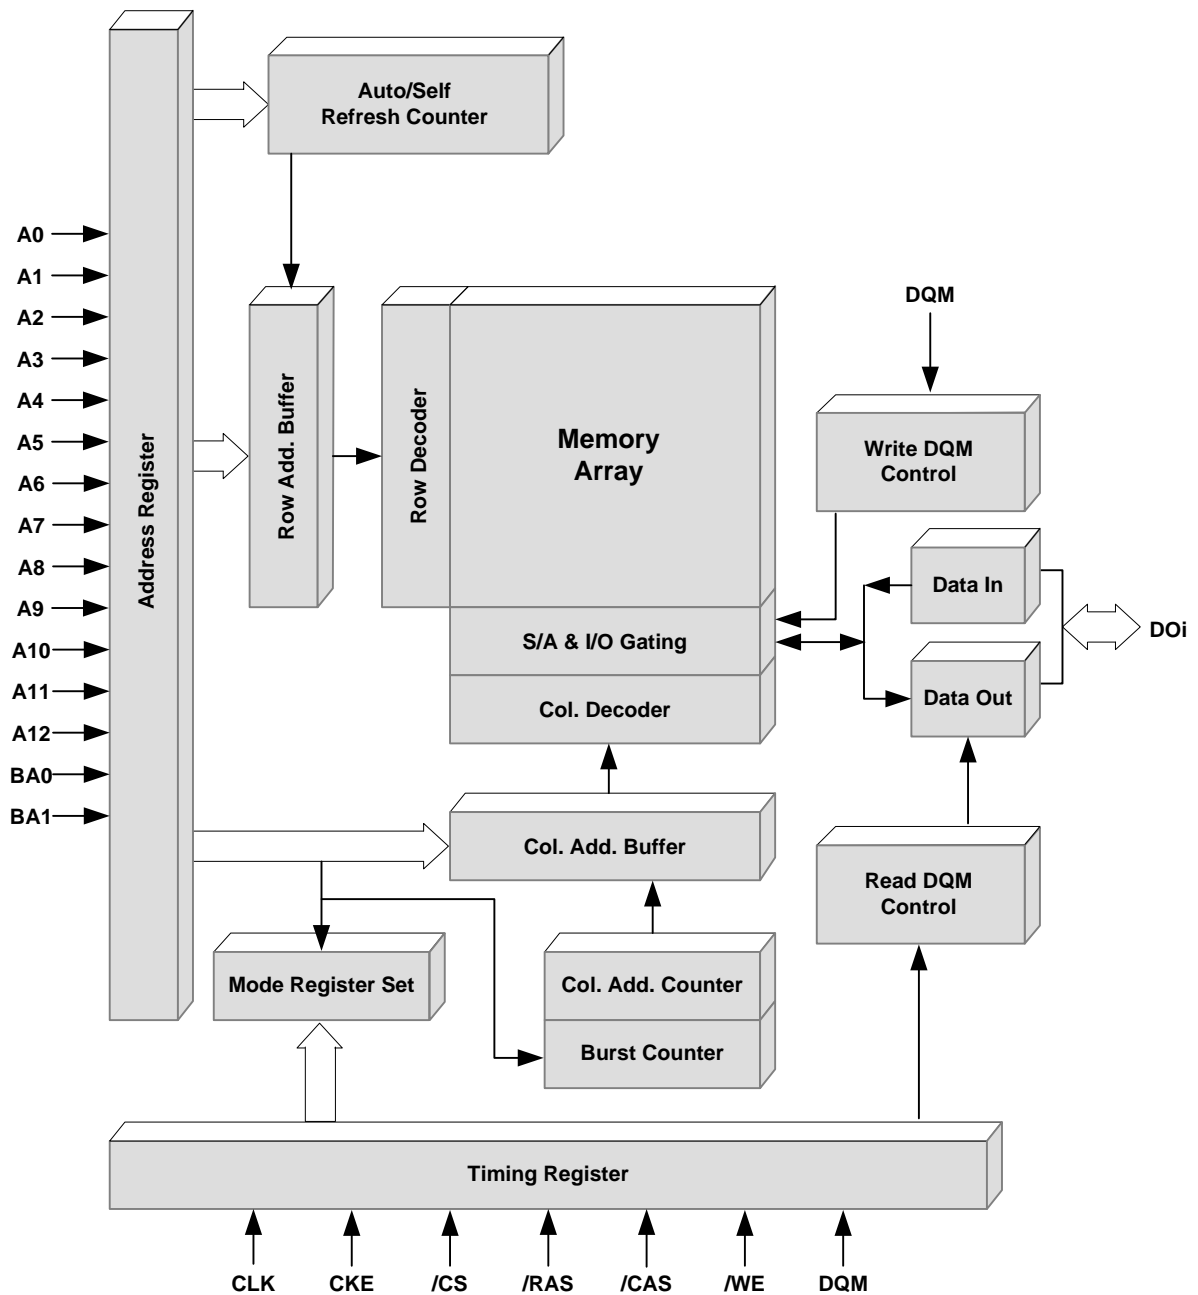 Auto/Self
Refresh Counter
A0
A1
A2
A3
A4
A5
A6
A7
A8
A9
A10
A11
A12
BA0
BA1
Address Register
Row Add. Buffer
Row Decoder
Memory
Array
S/A & I/O Gating
Col. Decoder
DQM
Write DQM
Control
Data In
Data Out
DOi
Col. Add. Buffer
Read DQM
Control
Mode Register Set
Col. Add. Counter
Burst Counter
Timing Register
CLK
CKE
/CS
/RAS
/CAS
/WE
DQM